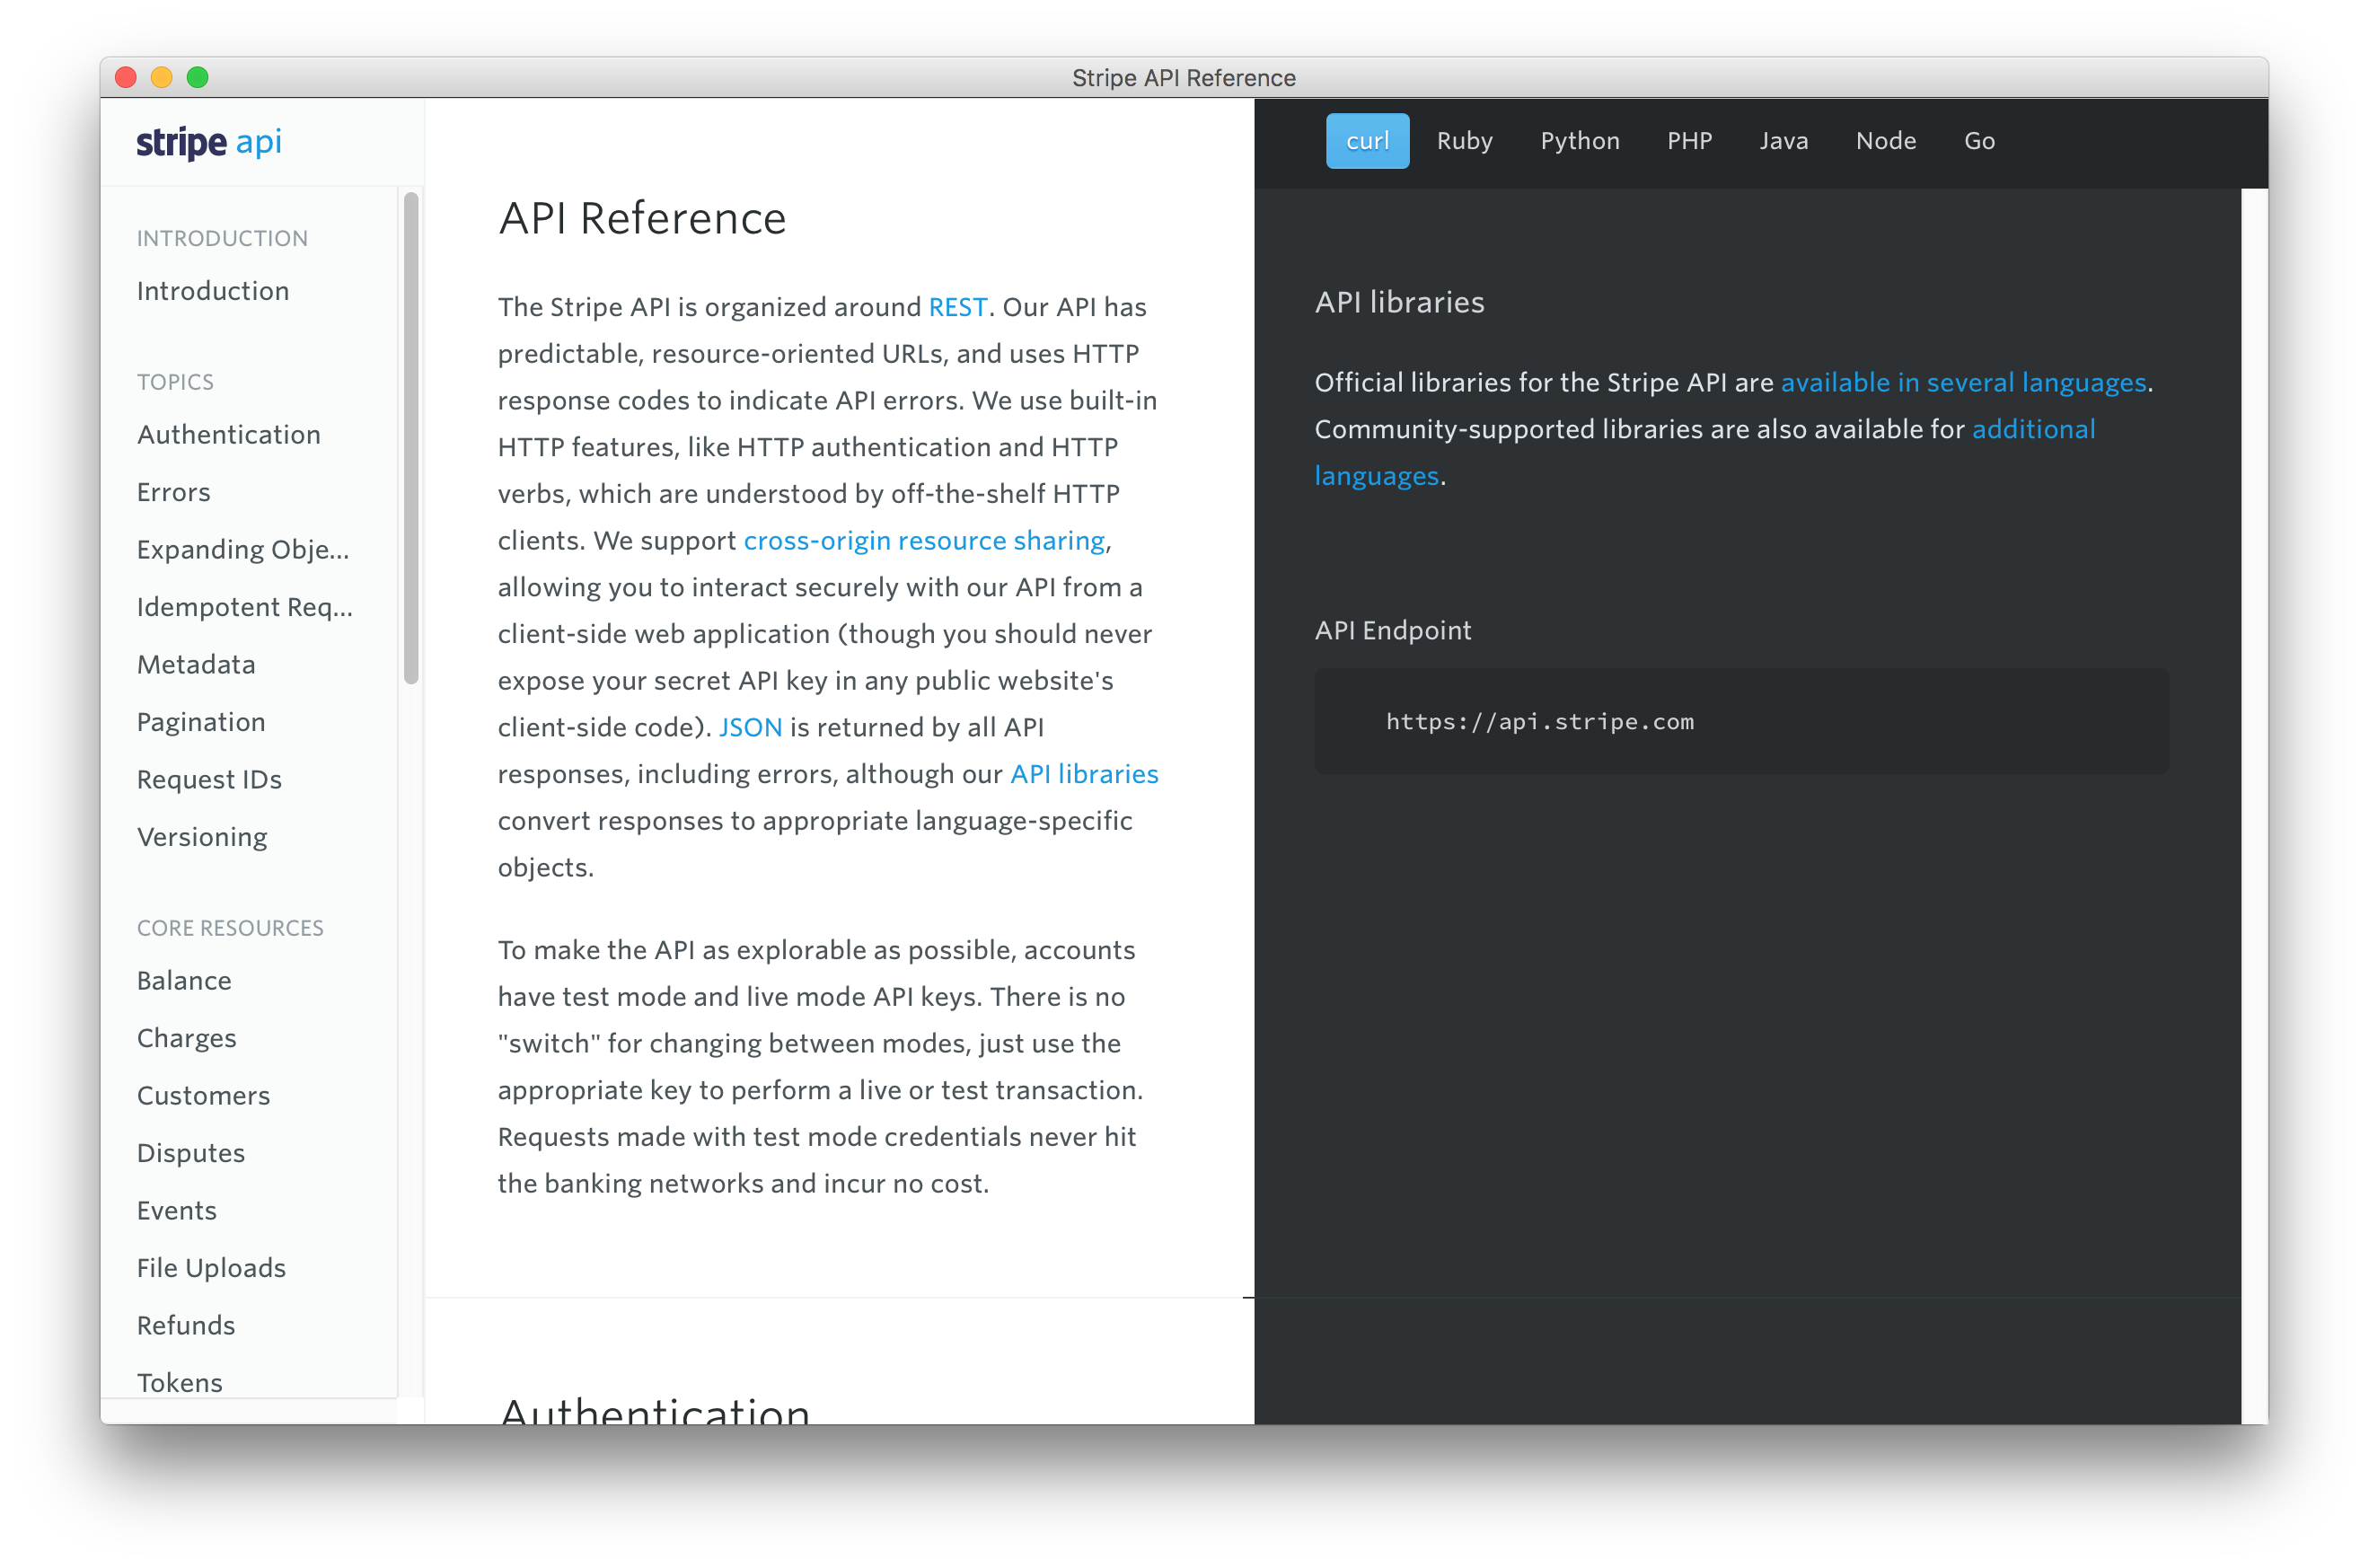 Stripe API Reference
stripe api
INTRODUCTION
Introduction
TOPICS
Authentication
Errors
Expanding Obje...
Idempotent Req...
Metadata
Pagination
Request IDs
Versioning
CORE RESOURCES
Balance
Charges
Customers
Disputes
Events
File Uploads
Refunds
Tokens
API Reference
The Stripe API is organized around REST. Our API has
predictable, resource-oriented URLs, and uses HTTP
response codes to indicate API errors. We use built-in
HTTP features, like HTTP authentication and HTTP
verbs, which are understood by off-the-shelf HTTP
clients. We support cross-origin resource sharing,
allowing you to interact securely with our API from a
client-side web application (though you should never
expose your secret API key in any public website's
client-side code). JSON is returned by all API
responses, including errors, although our API libraries
convert responses to appropriate language-specific
objects.
To make the API as explorable as possible, accounts
have test mode and live mode API keys. There is no
"switch" for changing between modes, just use the
appropriate key to perform a live or test transaction.
Requests made with test mode credentials never hit
the banking networks and incur no cost.
Authentication
curl Ruby Python PHP Java Node Go
API libraries
Official libraries for the Stripe API are available in several languages.
Community-supported libraries are also available for additional
languages.
API Endpoint
https://api.stripe.com